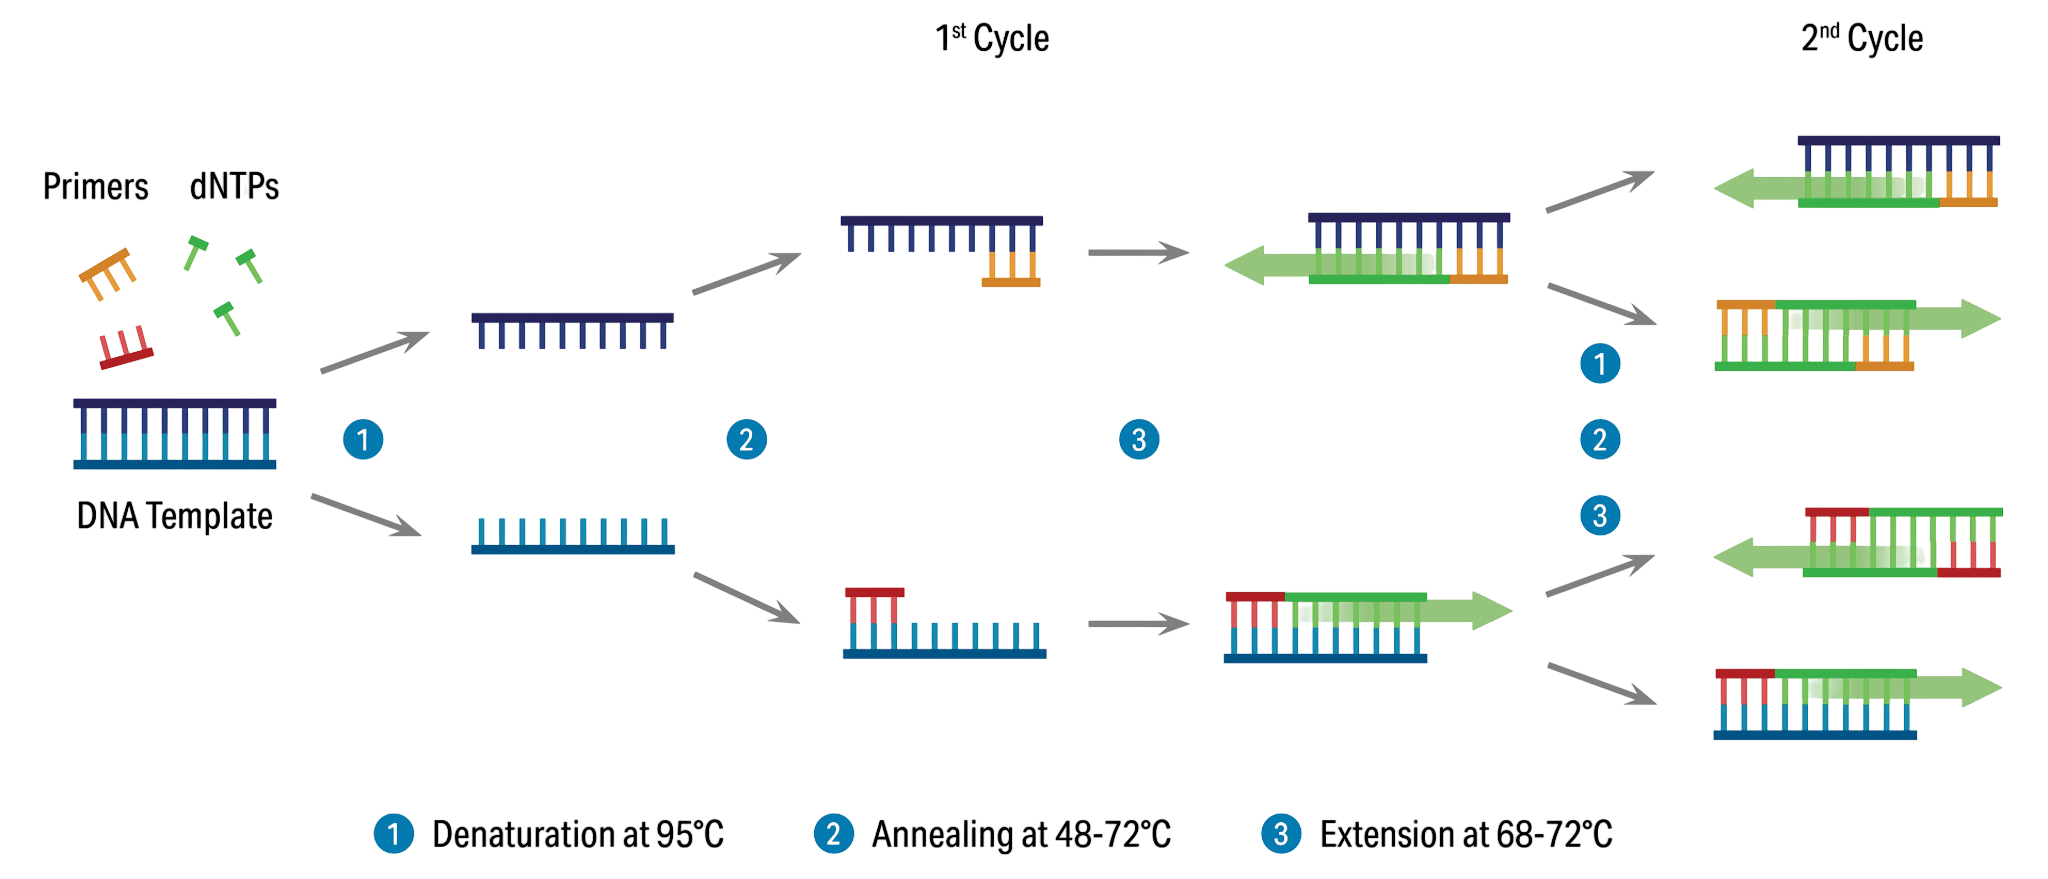 1st Cycle
2nd Cycle
Primers
dNTPs
DNA Template
1
2
3
1
2
3
1 Denaturation at 95°C
2 Annealing at 48-72°C
3 Extension at 68-72°C